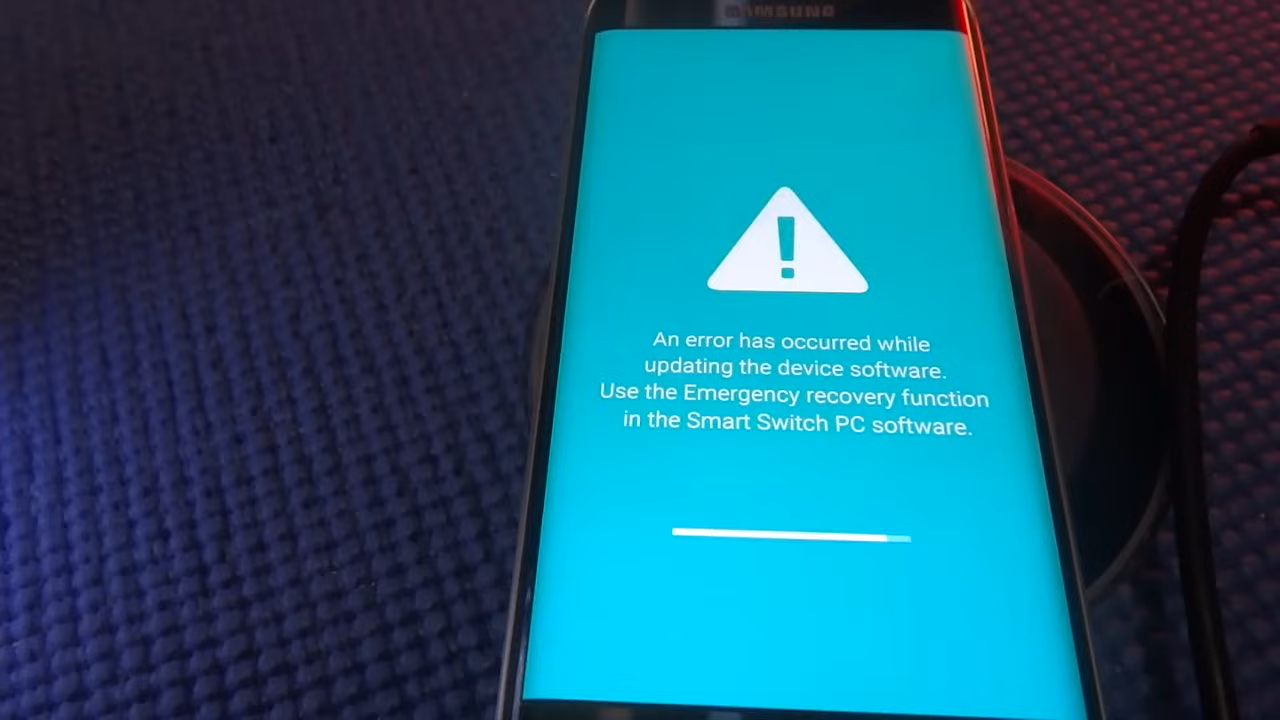 SAMSUNG
!
An error has occurred while
updating the device software.
Use the Emergency recovery function
in the Smart Switch PC software.